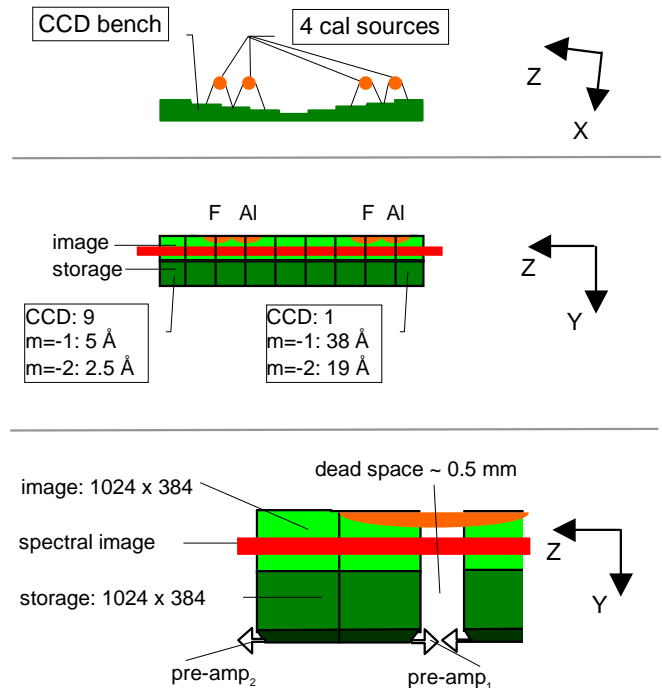 CCD bench
4 cal sources
Z
X
F Al F Al
image
storage
Z
Y
CCD: 9
m=-1: 5 Å
m=-2: 2.5 Å
CCD: 1
m=-1: 38 Å
m=-2: 19 Å
dead space ~ 0.5 mm
image: 1024 x 384
spectral image
Z
storage: 1024 x 384
Y
pre-amp₂
pre-amp₁